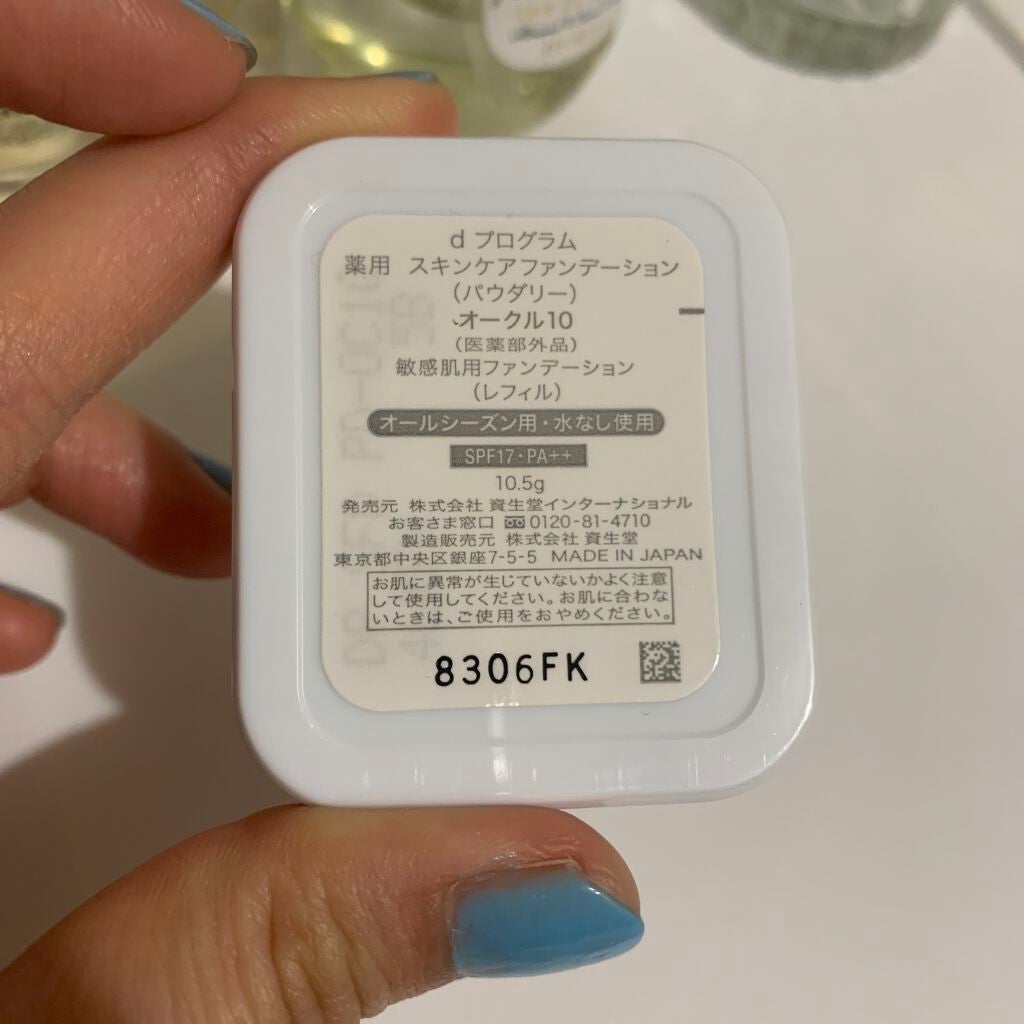 d プログラム
薬用 スキンケアファンデーション
(パウダリー)
オークル10
(医薬部外品)
敏感肌用ファンデーション
(レフィル)
オールシーズン用・水なし使用
SPF17・PA++
10.5g
発売元 株式会社 資生堂インターナショナル
お客さま窓口 0120-81-4710
製造販売元 株式会社 資生堂
東京都中央区銀座7-5-5 MADE IN JAPAN
お肌に異常が生じていないかよく注意
して使用してください。お肌に合わな
いときは、ご使用をおやめください。
8306FK